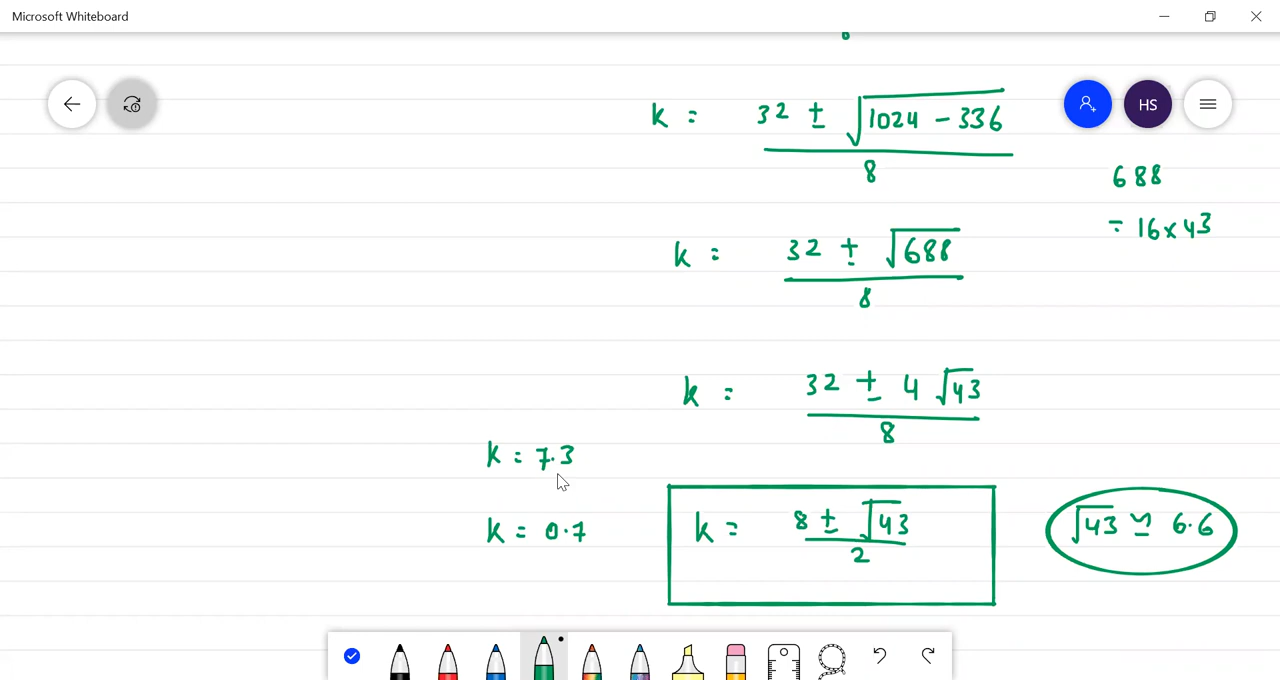 Microsoft Whiteboard
HS
k = 32 ± √1024 - 336
8
688
= 16 x 43
k = 32 ± √688
8
k = 32 ± 4 √43
8
k = 7.3
k = 0.7
k = 8 ± √43
2
√43 ≃ 6.6